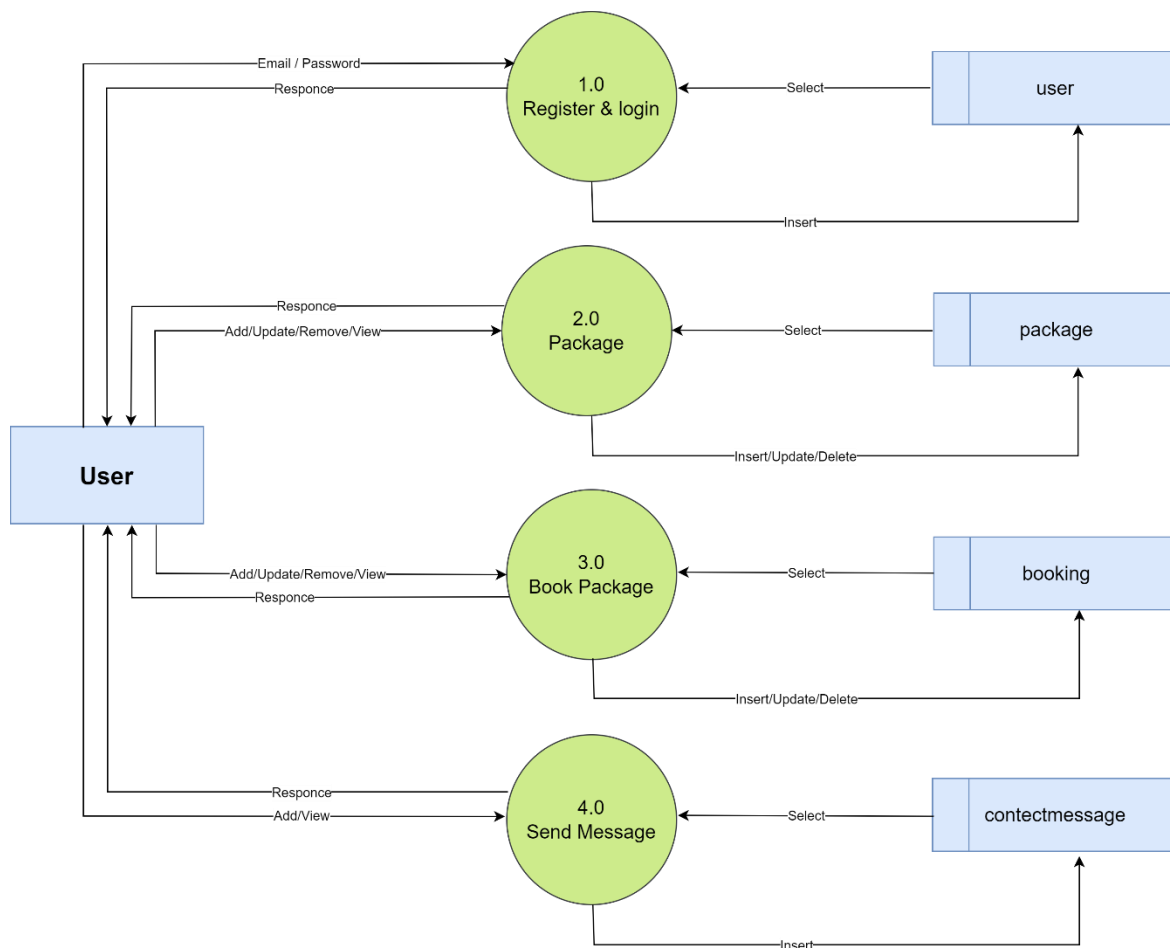 Email / Password
Responce
1.0
Register & login
Select
user
Insert
Responce
Add/Update/Remove/View
2.0
Package
Select
package
Insert/Update/Delete
User
Add/Update/Remove/View
Responce
3.0
Book Package
Select
booking
Insert/Update/Delete
Responce
Add/View
4.0
Send Message
Select
contectmessage
Insert